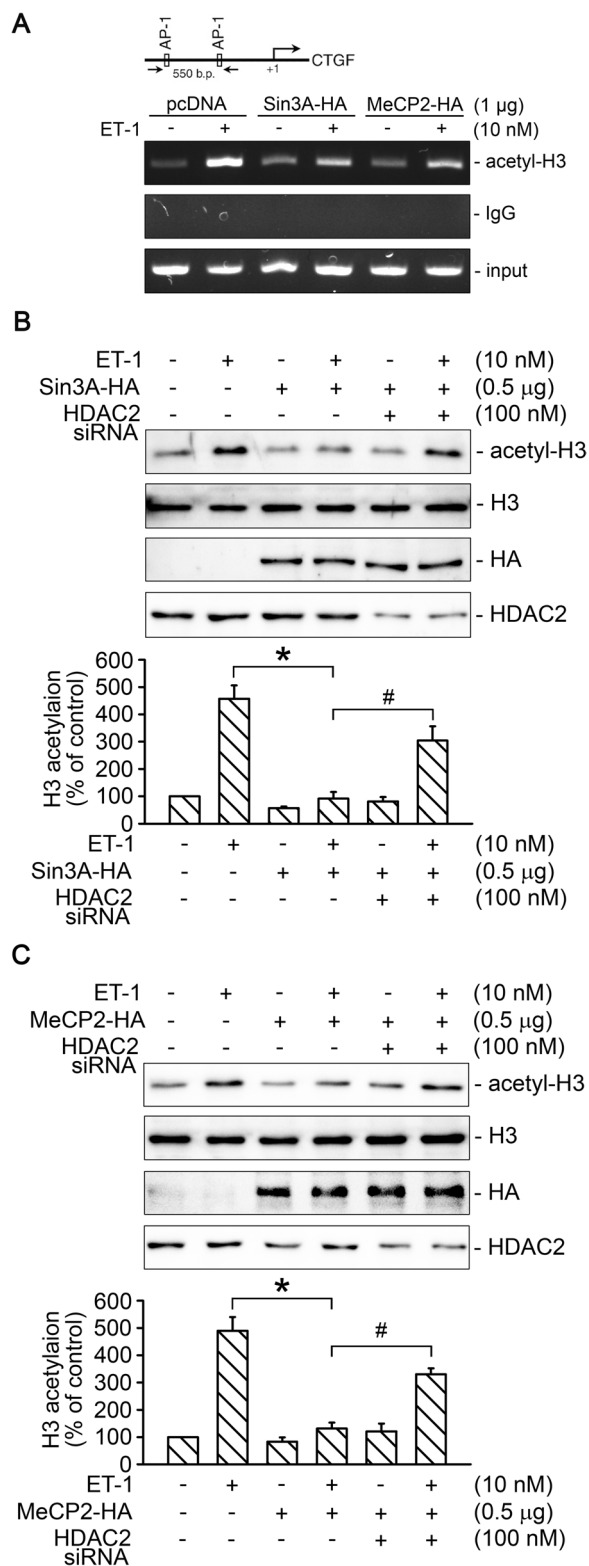 A
AP-1 AP-1
550 b.p. +1 CTGF
pcDNA Sin3A-HA MeCP2-HA (1 μg)
ET-1 - + - + - + (10 nM)
- acetyl-H3
- IgG
- input
B
ET-1 - + - + - + (10 nM)
Sin3A-HA - - + + + + (0.5 μg)
HDAC2 siRNA - - - - + + (100 nM)
- acetyl-H3
- H3
- HA
- HDAC2
H3 acetylaion
(% of control)
600
500
400
300
200
100
0
*
#
ET-1 - + - + - + (10 nM)
Sin3A-HA - - + + + + (0.5 μg)
HDAC2 siRNA - - - - + + (100 nM)
C
ET-1 - + - + - + (10 nM)
MeCP2-HA - - + + + + (0.5 μg)
HDAC2 siRNA - - - - + + (100 nM)
- acetyl-H3
- H3
- HA
- HDAC2
H3 acetylaion
(% of control)
600
500
400
300
200
100
0
*
#
ET-1 - + - + - + (10 nM)
MeCP2-HA - - + + + + (0.5 μg)
HDAC2 siRNA - - - - + + (100 nM)